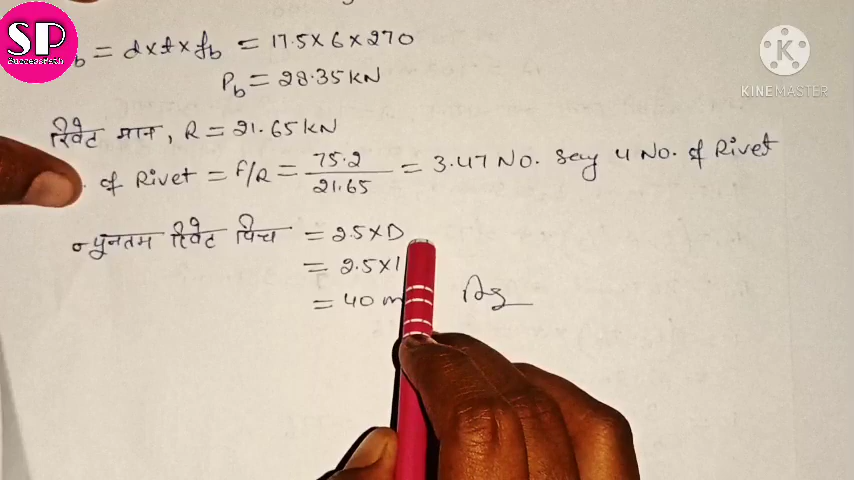 SP
Successtech
KINEMASTER
b = d x t x fb = 17.5 x 6 x 270
Pb = 28.35 KN
रिवेट मान, R = 21.65 KN
of Rivet = F/R = 75.2 / 21.65 = 3.47 No. Say 4 No. of Rivet
न्यूनतम रिवेट पिच = 2.5 x D
= 2.5 x 1
= 40 m